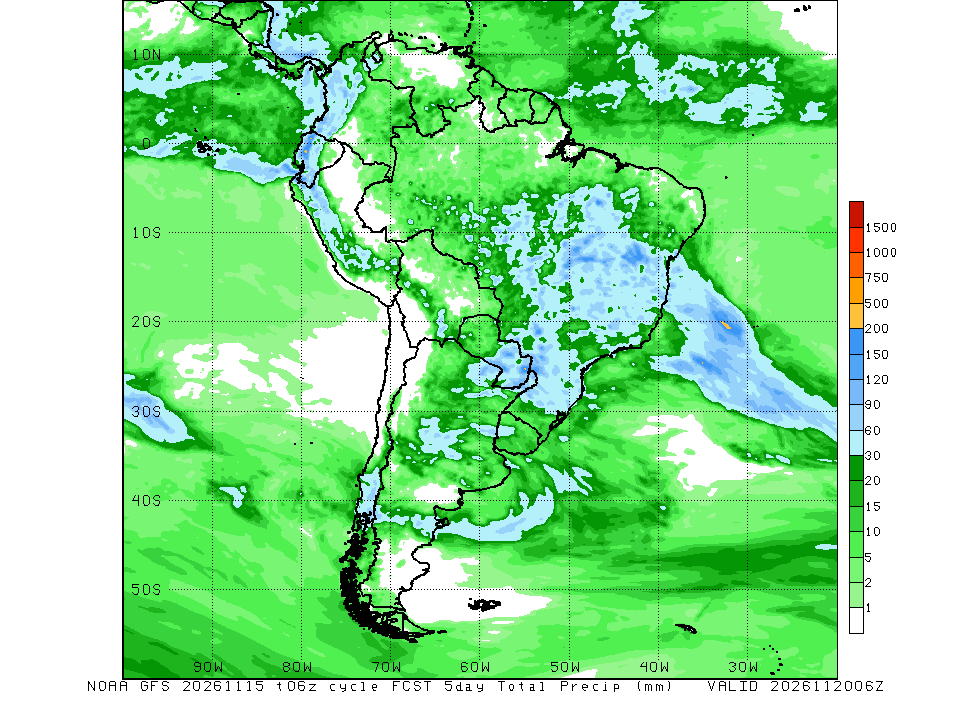 10N
0
10S
20S
30S
40S
50S
90W 80W 70W 60W 50W 40W 30W
1500
1000
750
500
200
150
120
90
60
30
20
15
10
5
2
1
NOAA GFS 20261115 t06z cycle FCST 5day Total Precip (mm) VALID 2026112006Z